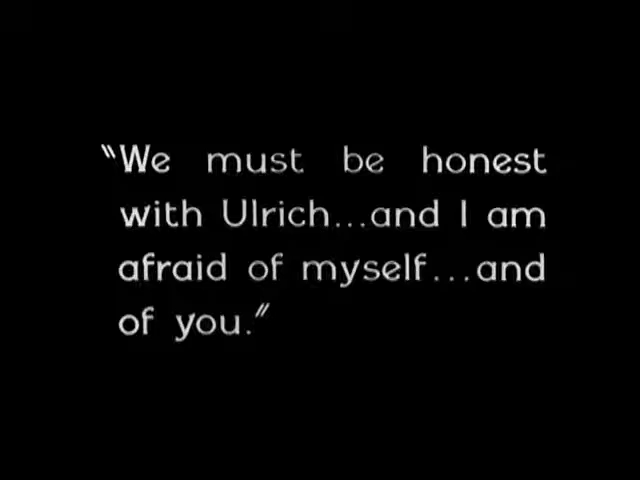 "We must be honest
with Ulrich...and I am
afraid of myself...and
of you."